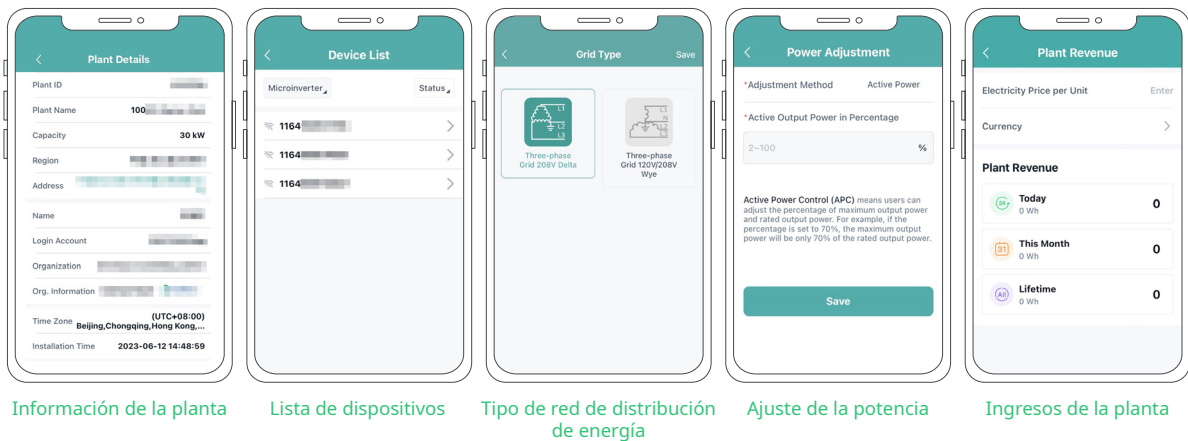 Plant Details
Plant ID
Plant Name 100
Capacity 30 kW
Region
Address
Name
Login Account
Organization
Org. Information
Time Zone (UTC+08:00)
Beijing,Chongqing,Hong Kong,...
Installation Time 2023-06-12 14:48:59
Información de la planta
Device List
Microinverter Status
1164
1164
1164
Lista de dispositivos
Grid Type Save
L1
L2
L3
L1
L2
N
L3
Three-phase
Grid 208V Delta
Three-phase
Grid 120V/208V
Wye
Tipo de red de distribución
de energía
Power Adjustment
*Adjustment Method Active Power
*Active Output Power in Percentage
2~100 %
Active Power Control (APC) means users can
adjust the percentage of maximum output power
and rated output power. For example, if the
percentage is set to 70%, the maximum output
power will be only 70% of the rated output power.
Save
Ajuste de la potencia
Plant Revenue
Electricity Price per Unit Enter
Currency
Plant Revenue
24
Today 0
0 Wh
31
This Month 0
0 Wh
All
Lifetime 0
0 Wh
Ingresos de la planta